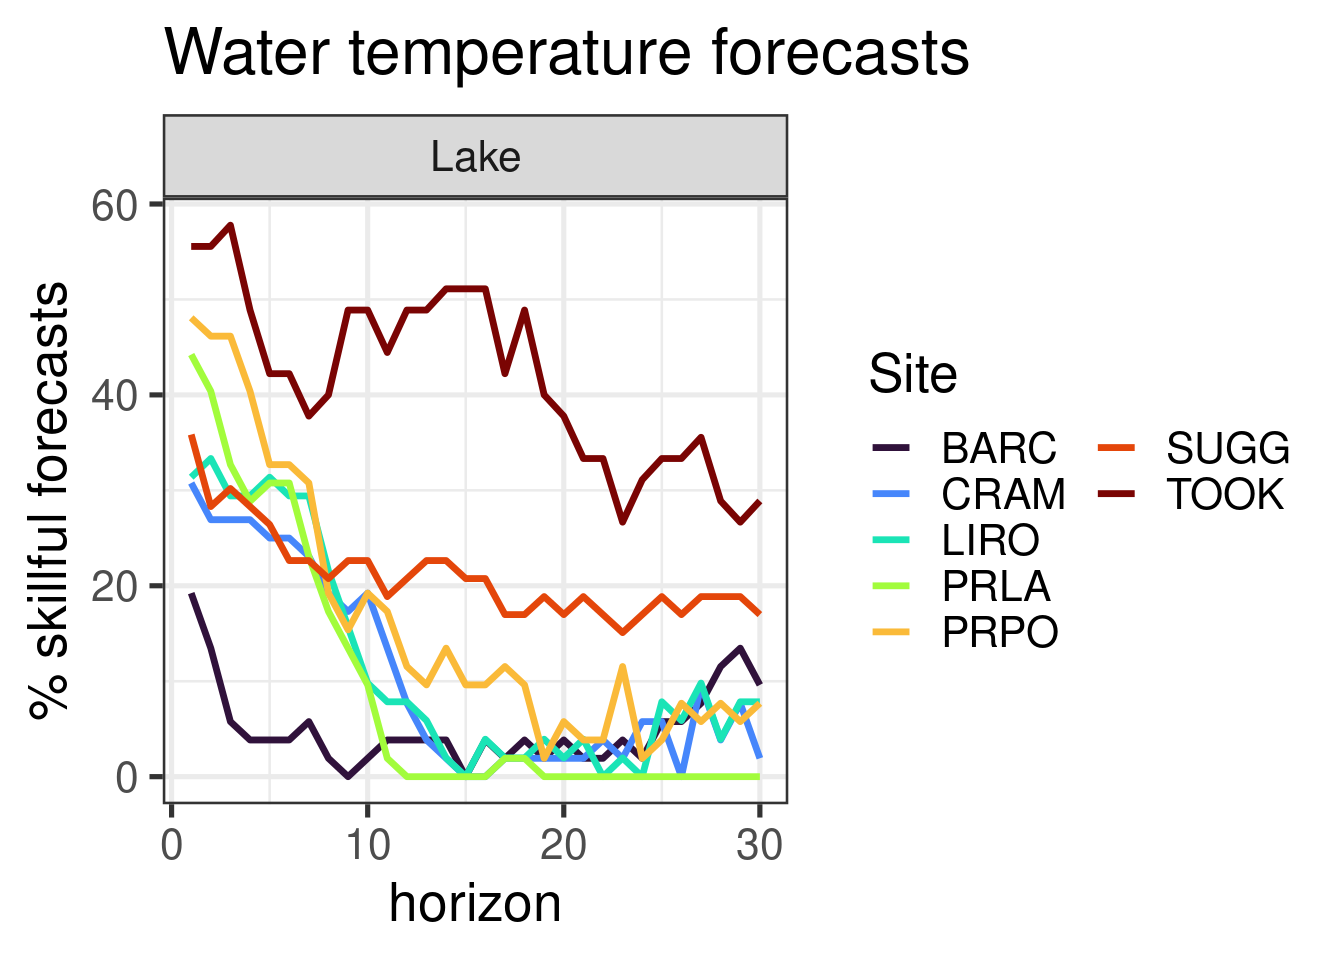 Water temperature forecasts
Lake
60
40
20
0
% skillful forecasts
0 10 20 30
horizon
Site
BARC SUGG
CRAM TOOK
LIRO
PRLA
PRPO